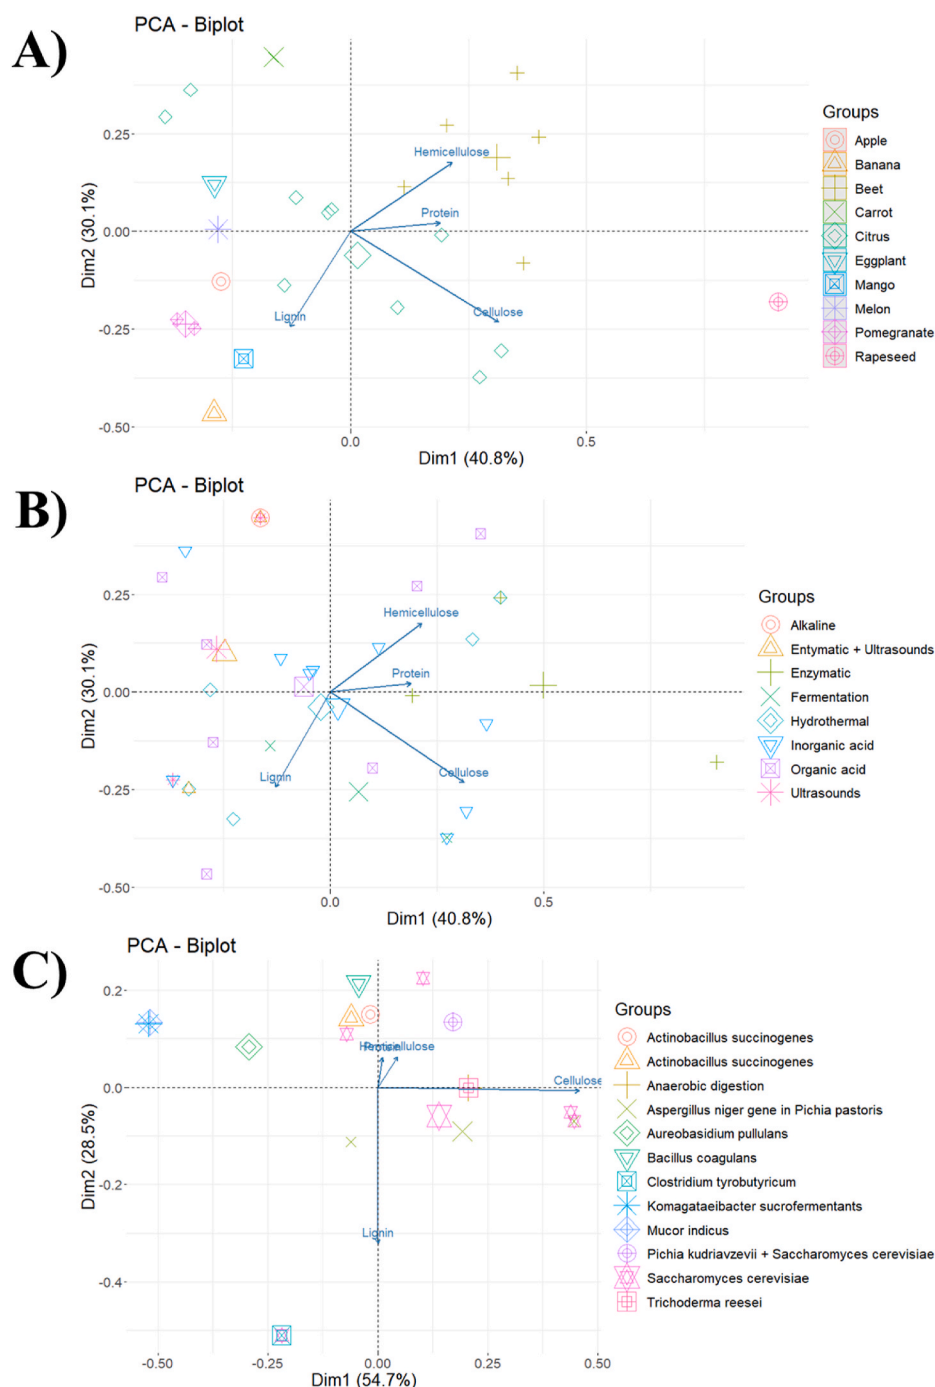 A)
PCA - Biplot
Dim2 (30.1%)
0.25
0.00
-0.25
-0.50
Hemicellulose
Protein
Lignin
Cellulose
0.0
0.5
Dim1 (40.8%)
Groups
Apple
Banana
Beet
Carrot
Citrus
Eggplant
Mango
Melon
Pomegranate
Rapeseed
B)
PCA - Biplot
Dim2 (30.1%)
0.25
0.00
-0.25
-0.50
Hemicellulose
Protein
Lignin
Cellulose
0.0
0.5
Dim1 (40.8%)
Groups
Alkaline
Entymatic + Ultrasounds
Enzymatic
Fermentation
Hydrothermal
Inorganic acid
Organic acid
Ultrasounds
C)
PCA - Biplot
Dim2 (28.5%)
0.2
0.0
-0.2
-0.4
Hemicellulose
Protein
Cellulose
Lignin
-0.50
-0.25
0.00
0.25
0.50
Dim1 (54.7%)
Groups
Actinobacillus succinogenes
Actinobacillus succinogenes
Anaerobic digestion
Aspergillus niger gene in Pichia pastoris
Aureobasidium pullulans
Bacillus coagulans
Clostridium tyrobutyricum
Komagataeibacter sucrofermentants
Mucor indicus
Pichia kudriavzevii + Saccharomyces cerevisiae
Saccharomyces cerevisiae
Trichoderma reesei